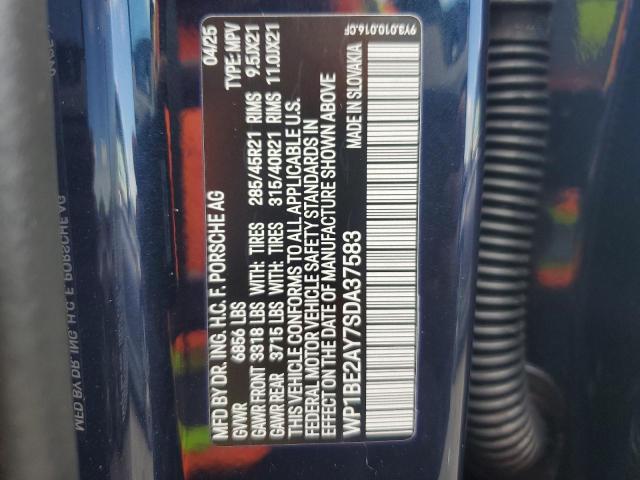 MFD BY DR. ING. H.C. F. PORSCHE AG 04/25
GVWR 6856 LBS TYPE: MPV
GAWR FRONT 3318 LBS WITH: TIRES 285/45R21 RIMS 9.5JX21
GAWR REAR 3715 LBS WITH: TIRES 315/40R21 RIMS 11.0JX21
THIS VEHICLE CONFORMS TO ALL APPLICABLE U.S.
FEDERAL MOTOR VEHICLE SAFETY STANDARDS IN
EFFECT ON THE DATE OF MANUFACTURE SHOWN ABOVE
WP1BE2AY7SDA37583 MADE IN SLOVAKIA
9Y3.010.016.CF